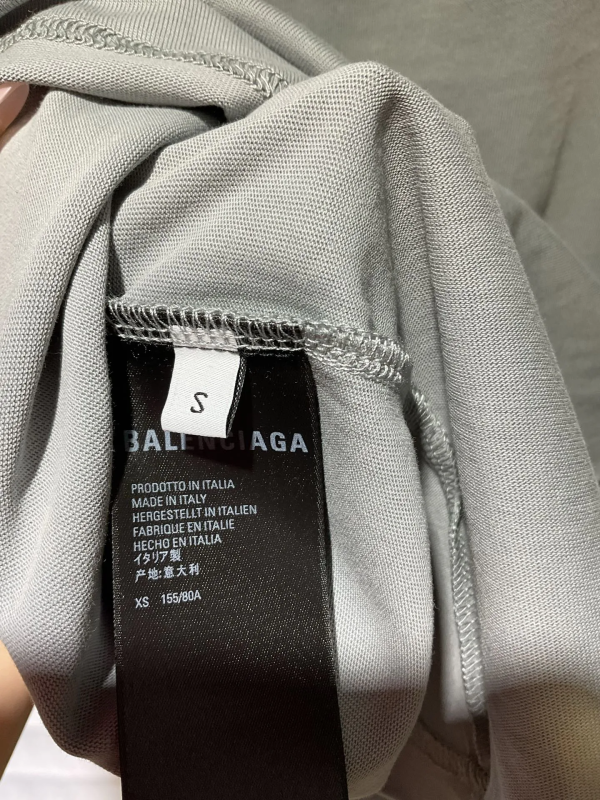 S
BALENCIAGA
PRODOTTO IN ITALIA
MADE IN ITALY
HERGESTELLT IN ITALIEN
FABRIQUE EN ITALIE
HECHO EN ITALIA
イタリア製
产地:意大利
XS 155/80A